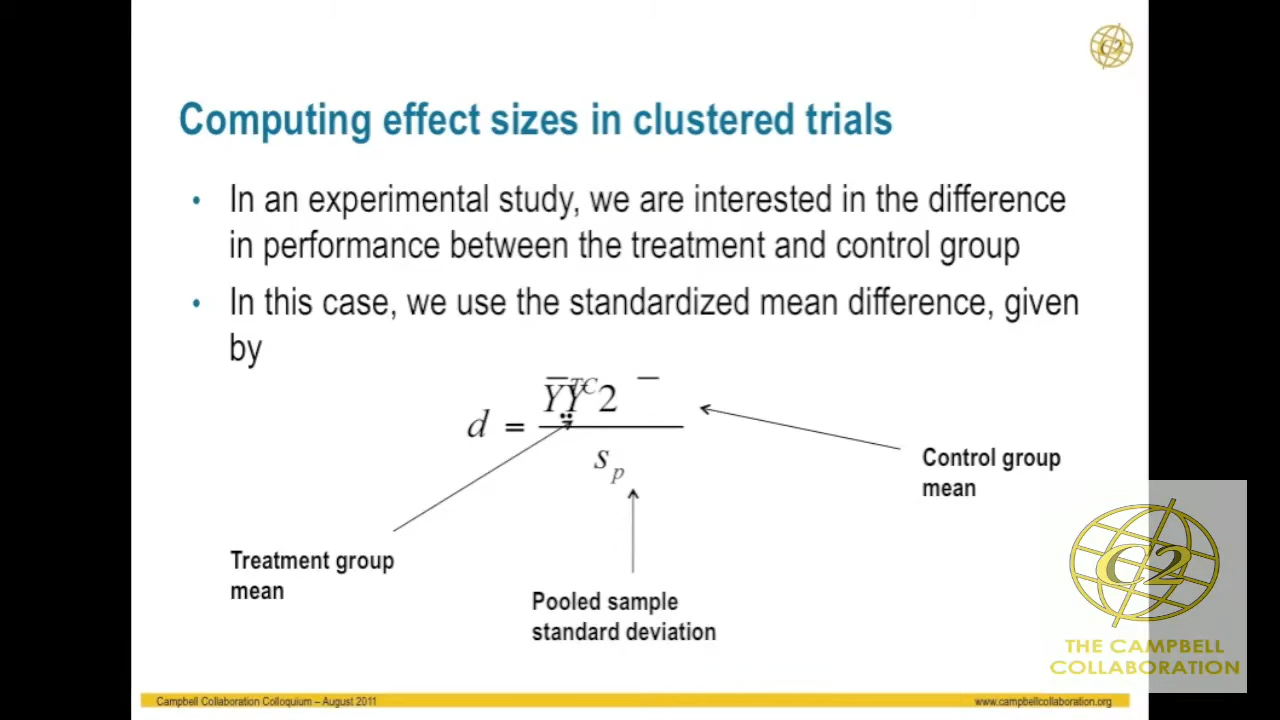 C2
Computing effect sizes in clustered trials
• In an experimental study, we are interested in the difference
in performance between the treatment and control group
• In this case, we use the standardized mean difference, given
by
d = 
s p
Control group
mean
Treatment group
mean
Pooled sample
standard deviation
C2
THE CAMPBELL
COLLABORATION
Campbell Collaboration Colloquium – August 2011
www.campbellcollaboration.org